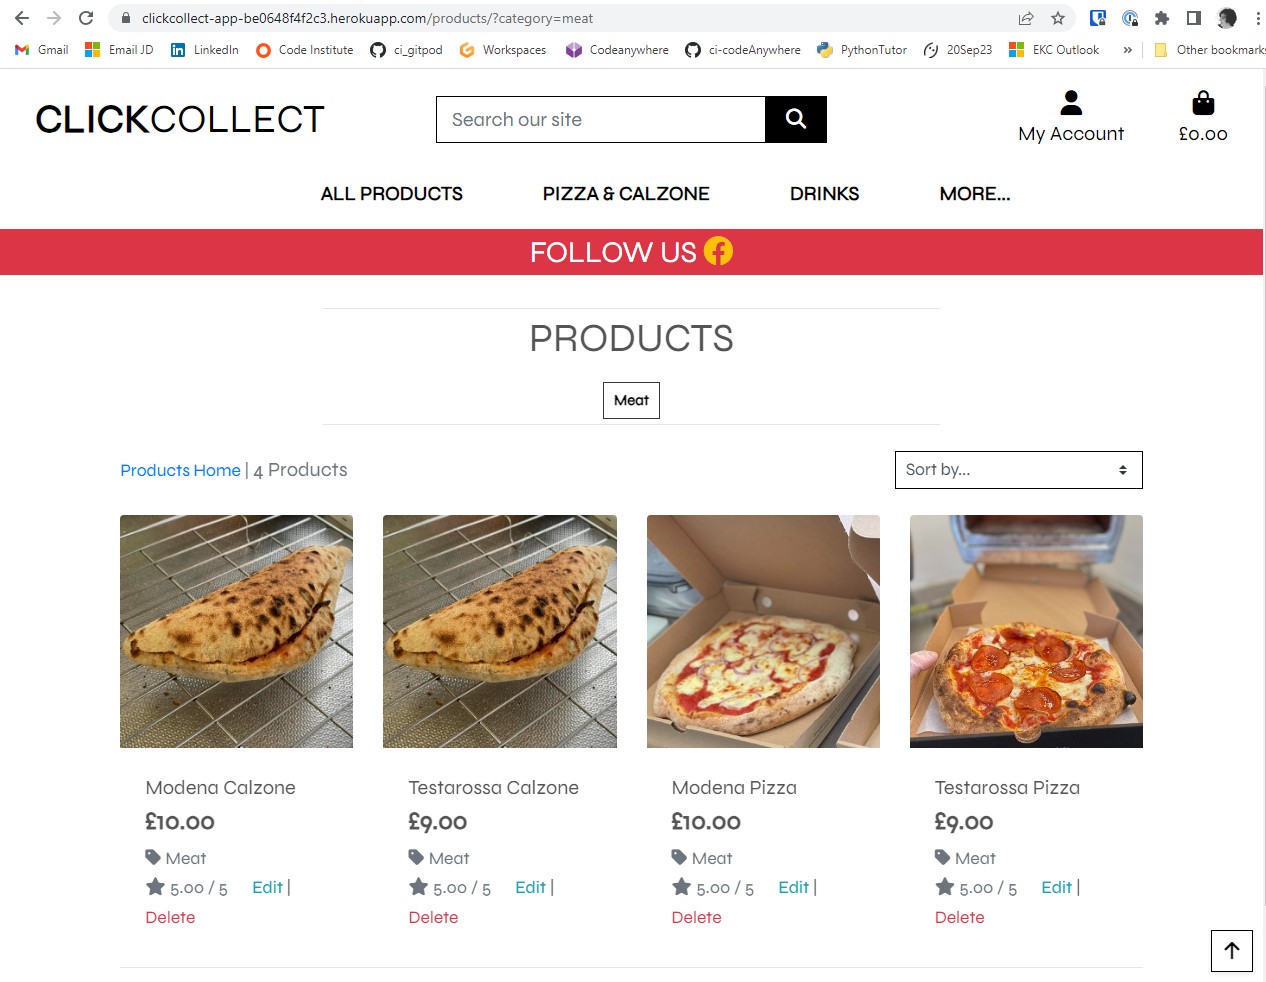 clickcollect-app-be0648f4f2c3.herokuapp.com/products/?category=meat
Gmail Email JD LinkedIn Code Institute ci_gitpod Workspaces Codeanywhere ci-codeAnywhere PythonTutor 20Sep23 EKC Outlook » Other bookmarks
CLICKCOLLECT
Search our site
My Account
£0.00
ALL PRODUCTS PIZZA & CALZONE DRINKS MORE...
FOLLOW US
PRODUCTS
Meat
Products Home | 4 Products
Sort by...
Modena Calzone
£10.00
Meat
5.00 / 5 Edit |
Delete
Testarossa Calzone
£9.00
Meat
5.00 / 5 Edit |
Delete
Modena Pizza
£10.00
Meat
5.00 / 5 Edit |
Delete
Testarossa Pizza
£9.00
Meat
5.00 / 5 Edit |
Delete